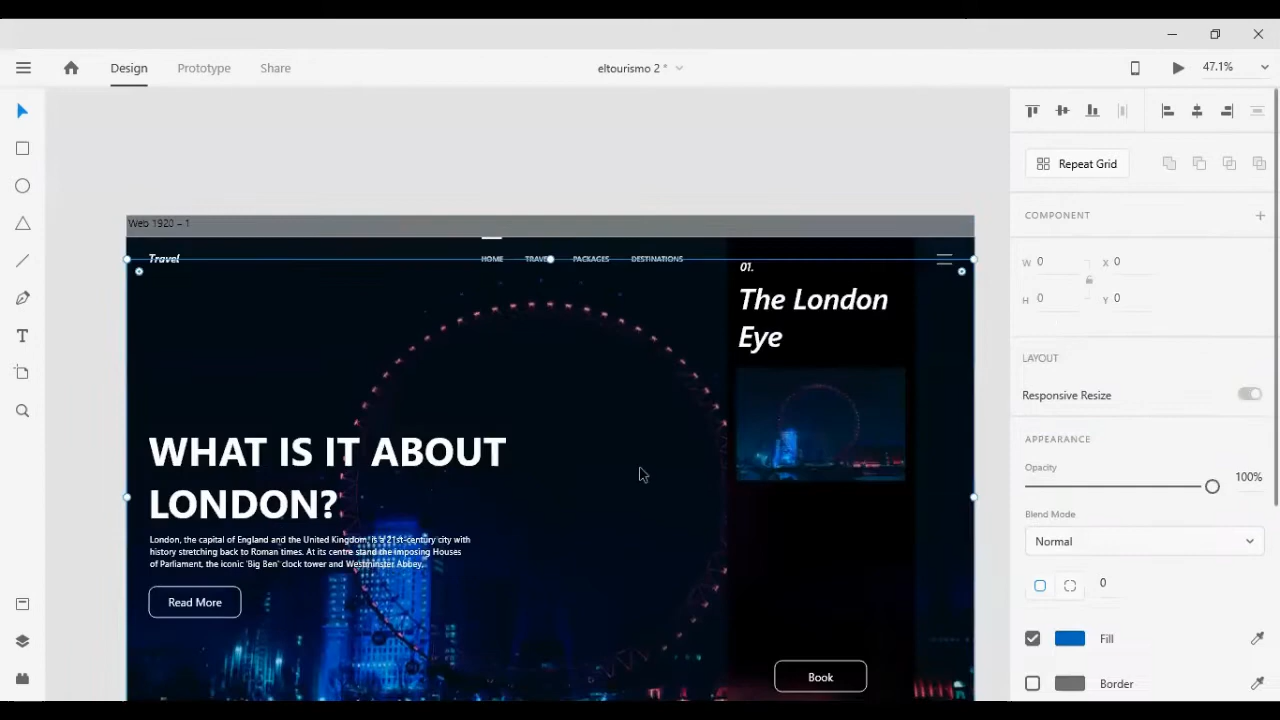 Design
Prototype
Share
eltourismo 2 *
47.1%
Repeat Grid
COMPONENT
W 0
X 0
H 0
Y 0
LAYOUT
Responsive Resize
APPEARANCE
Opacity
100%
Blend Mode
Normal
0
Fill
Border
Web 1920 – 1
Travel
HOME
TRAVEL
PACKAGES
DESTINATIONS
01.
The London
Eye
WHAT IS IT ABOUT
LONDON?
London, the capital of England and the United Kingdom, is a 21st-century city with
history stretching back to Roman times. At its centre stand the imposing Houses
of Parliament, the iconic 'Big Ben' clock tower and Westminster Abbey,
Read More
Book